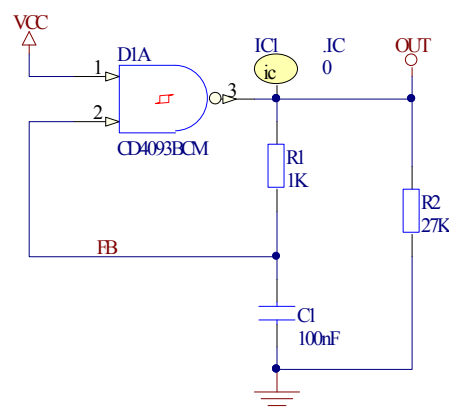 VCC
D1A
IC1
.IC
0
OUT
1
ic
3
2
CD4093BCM
R1
1K
R2
27K
FB
C1
100nF